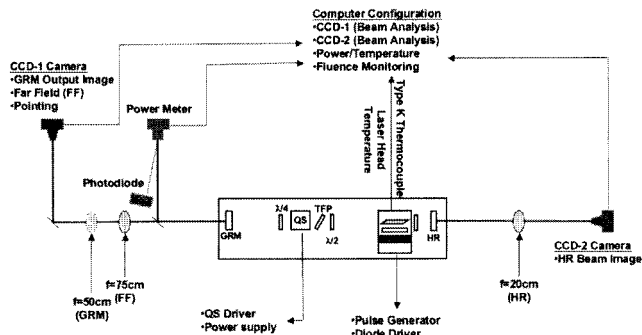 Computer Configuration
•CCD-1 (Beam Analysis)
•CCD-2 (Beam Analysis)
•Power/Temperature
•Fluence Monitoring
CCD-1 Camera
•GRM Output Image
•Far Field (FF)
•Pointing
Power Meter
Photodiode
Type K Thermocouple
Laser Head
Temperature
λ/4
QS
TFP
λ/2
GRM
HR
CCD-2 Camera
•HR Beam Image
f=50cm
(GRM)
f=75cm
(FF)
f=20cm
(HR)
•QS Driver
•Power supply
•Pulse Generator
•Diode Driver